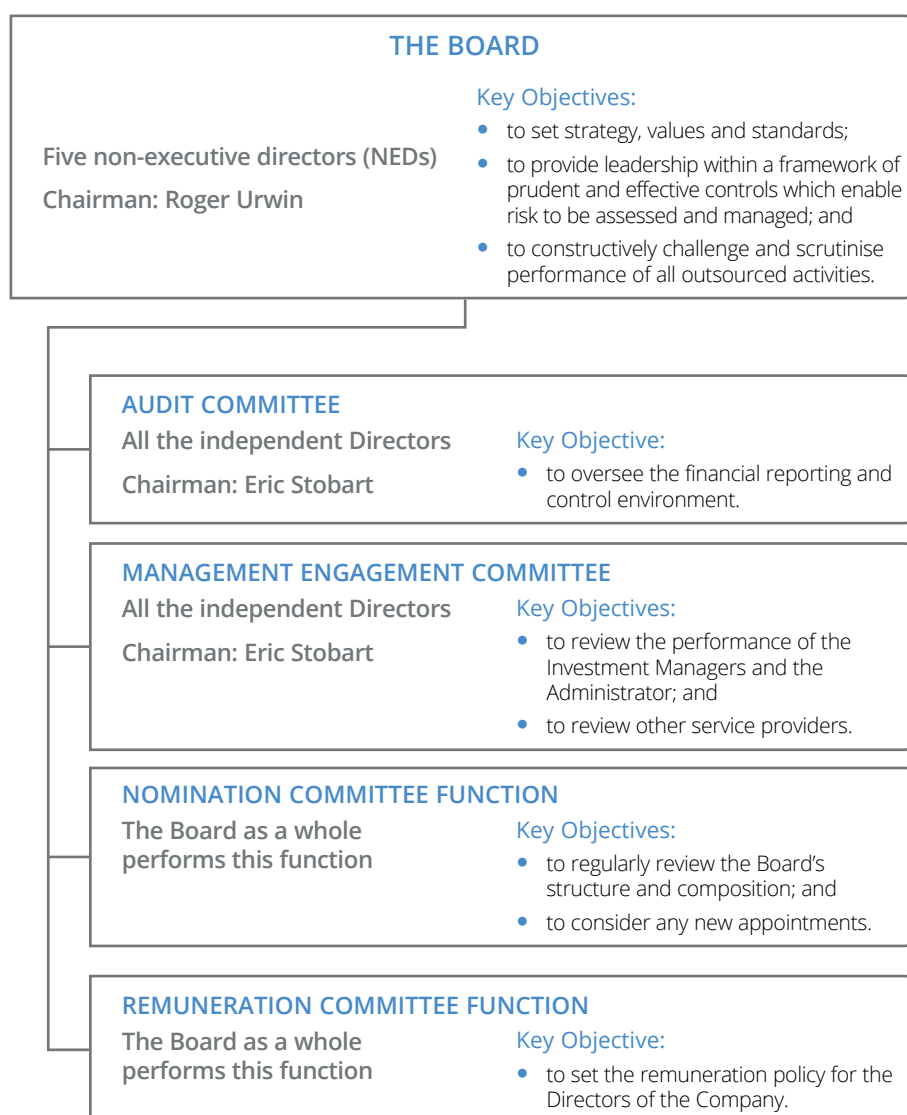 THE BOARD
Five non-executive directors (NEDs)
Chairman: Roger Urwin
Key Objectives:
• to set strategy, values and standards;
• to provide leadership within a framework of
prudent and effective controls which enable
risk to be assessed and managed; and
• to constructively challenge and scrutinise
performance of all outsourced activities.
AUDIT COMMITTEE
All the independent Directors
Chairman: Eric Stobart
Key Objective:
• to oversee the financial reporting and
control environment.
MANAGEMENT ENGAGEMENT COMMITTEE
All the independent Directors
Chairman: Eric Stobart
Key Objectives:
• to review the performance of the
Investment Managers and the
Administrator; and
• to review other service providers.
NOMINATION COMMITTEE FUNCTION
The Board as a whole
performs this function
Key Objectives:
• to regularly review the Board’s
structure and composition; and
• to consider any new appointments.
REMUNERATION COMMITTEE FUNCTION
The Board as a whole
performs this function
Key Objective:
• to set the remuneration policy for the
Directors of the Company.